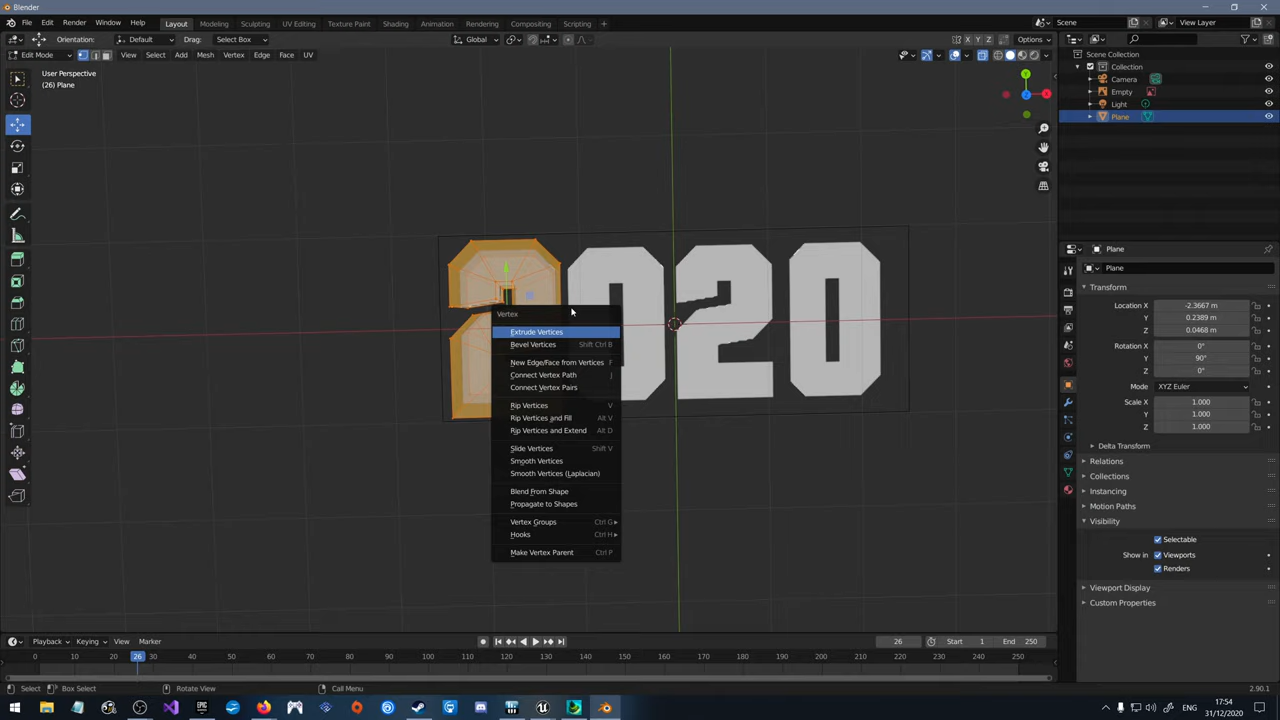 Blender
File Edit Render Window Help Layout Modeling Sculpting UV Editing Texture Paint Shading Animation Rendering Compositing Scripting + Scene View Layer
Orientation: Default Drag: Select Box Global X Y Z Options
Edit Mode View Select Add Mesh Vertex Edge Face UV
User Perspective
(26) Plane
Y
X
Z
2020
Vertex
Extrude Vertices
Bevel Vertices Shift Ctrl B
New Edge/Face from Vertices F
Connect Vertex Path J
Connect Vertex Pairs
Rip Vertices V
Rip Vertices and Fill Alt V
Rip Vertices and Extend Alt D
Slide Vertices Shift V
Smooth Vertices
Smooth Vertices (Laplacian)
Blend From Shape
Propagate to Shapes
Vertex Groups Ctrl G
Hooks Ctrl H
Make Vertex Parent Ctrl P
Scene Collection
Collection
Camera
Empty
Light
Plane
Plane
Plane
Transform
Location X -2.3667 m
Y 0.2389 m
Z 0.0468 m
Rotation X 0°
Y 90°
Z 0°
Mode XYZ Euler
Scale X 1.000
Y 1.000
Z 1.000
Delta Transform
Relations
Collections
Instancing
Motion Paths
Visibility
Selectable
Show in Viewports
Renders
Viewport Display
Custom Properties
Playback Keying View Marker 26 Start 1 End 250
0 10 20 26 30 40 50 60 70 80 90 100 110 120 130 140 150 160 170 180 190 200 210 220 230 240 250
Select Box Select Rotate View Call Menu 2.90.1
17:54
31/12/2020